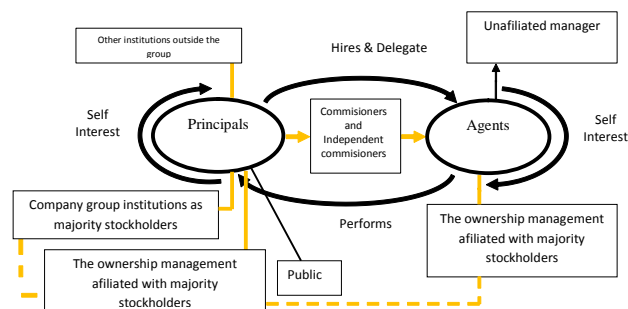 Other institutions outside the
group
Unafiliated manager
Hires & Delegate
Self
Interest
Principals
Commisioners
and
Independent
commisioners
Agents
Self
Interest
Company group institutions as
majority stockholders
Performs
The ownership management
afiliated with majority
stockholders
Public
The ownership management
afiliated with majority
stockholders